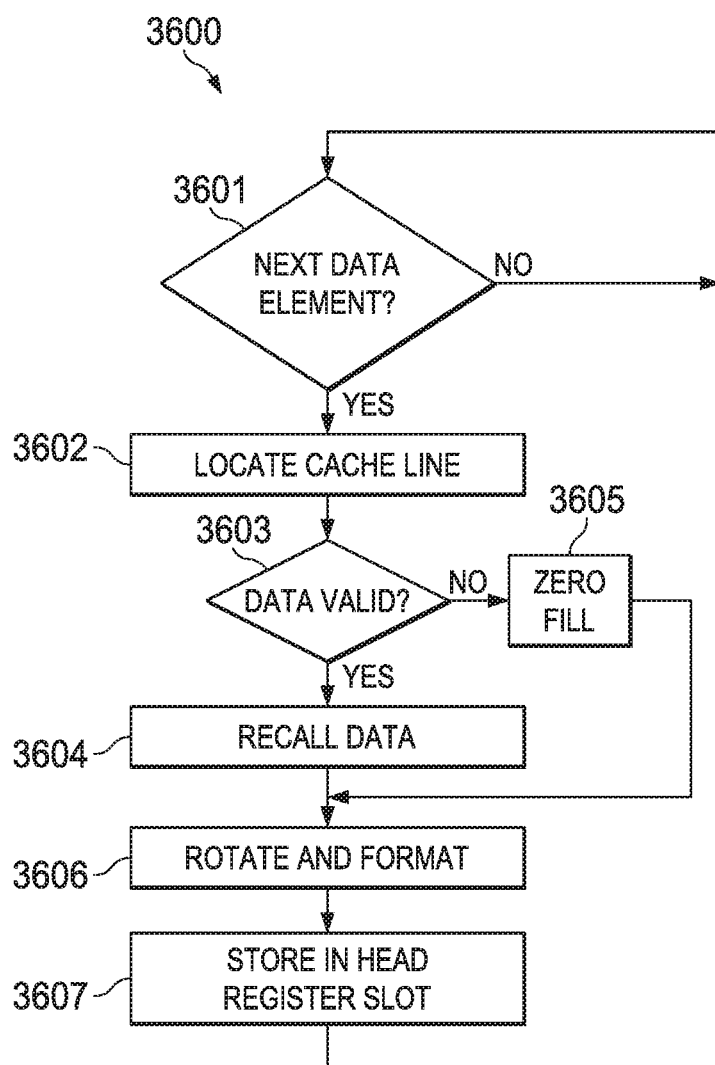 3600
3601
NEXT DATA
ELEMENT?
NO
YES
3602
LOCATE CACHE LINE
3603
3605
DATA VALID?
NO
ZERO
FILL
YES
3604
RECALL DATA
3606
ROTATE AND FORMAT
3607
STORE IN HEAD
REGISTER SLOT